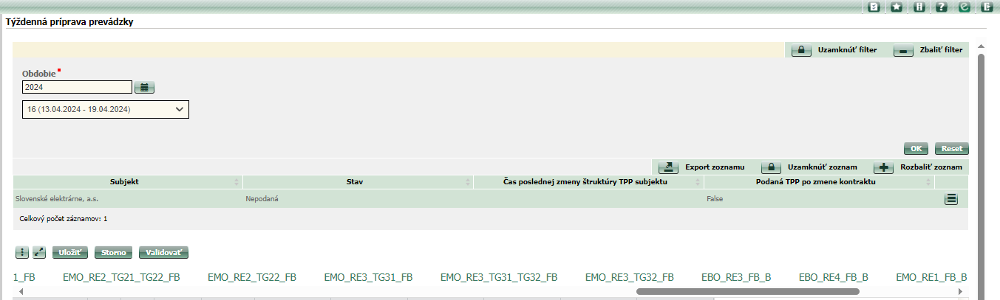 Týždenná príprava prevádzky
Uzamknúť filter Zbaliť filter
Obdobie
2024
16 (13.04.2024 - 19.04.2024)
OK Reset
Export zoznamu Uzamknúť zoznam Rozbaliť zoznam
Subjekt Stav Čas poslednej zmeny štruktúry TPP subjektu Podaná TPP po zmene kontraktu
Slovenské elektrárne, a.s. Nepodaná False
Celkový počet záznamov: 1
Uložiť Storno Validovať
1_FB EMO_RE2_TG21_TG22_FB EMO_RE2_TG22_FB EMO_RE3_TG31_FB EMO_RE3_TG31_TG32_FB EMO_RE3_TG32_FB EBO_RE3_FB_B EBO_RE4_FB_B EMO_RE1_FB_B